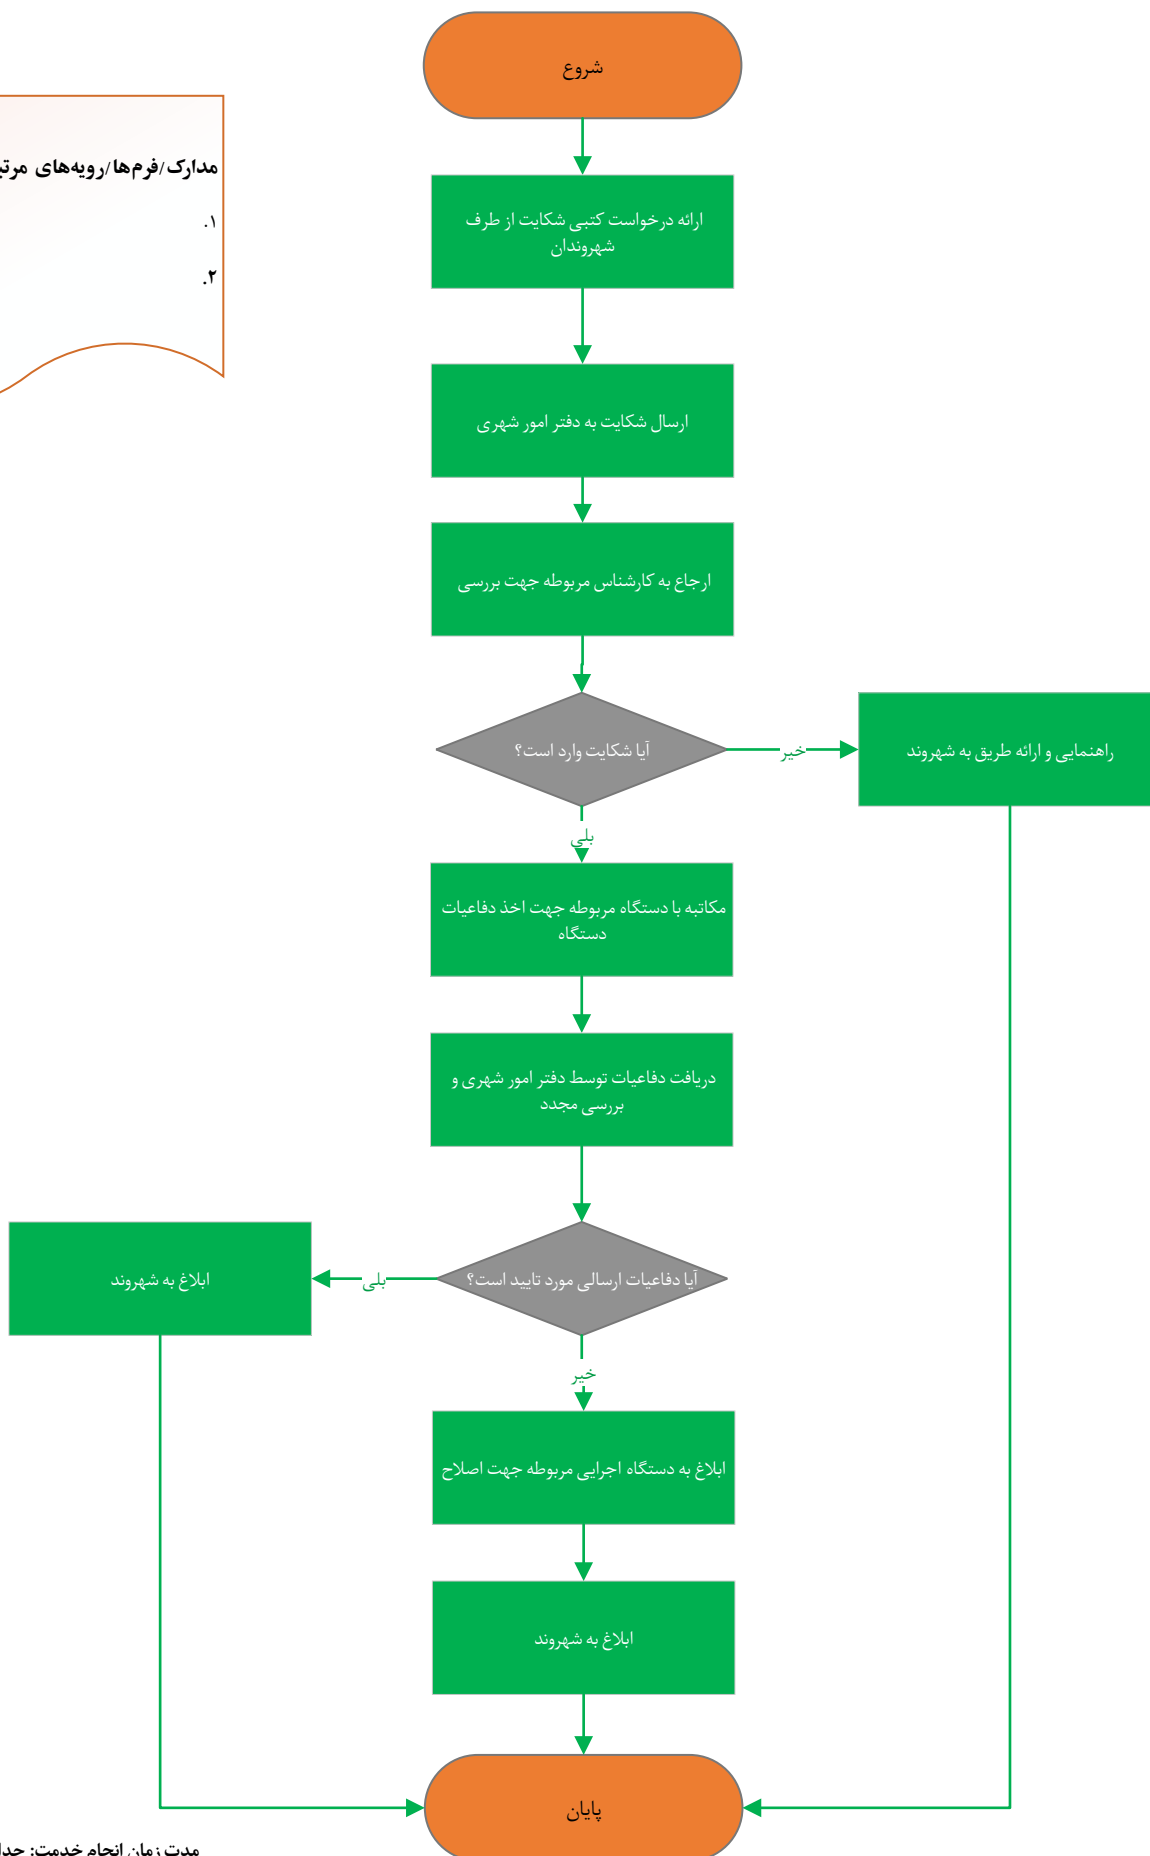 شروع
مدارک/فرم‌ها/رویه‌های
۱.
۲.
ارائه درخواست کتبی شکایت از طرف
شهروندان
ارسال شکایت به دفتر امور شهری
ارجاع به کارشناس مربوطه جهت بررسی
آیا شکایت وارد است؟
خیر
راهنمایی و ارائه طریق به شهروند
بلی
مکاتبه با دستگاه مربوطه جهت اخذ دفاعیات
دستگاه
دریافت دفاعیات توسط دفتر امور شهری و
بررسی مجدد
آیا دفاعیات ارسالی مورد تایید است؟
بلی
ابلاغ به شهروند
خیر
ابلاغ به دستگاه اجرایی مربوطه جهت اصلاح
ابلاغ به شهروند
پایان
مدت زمان انجام خدمت: